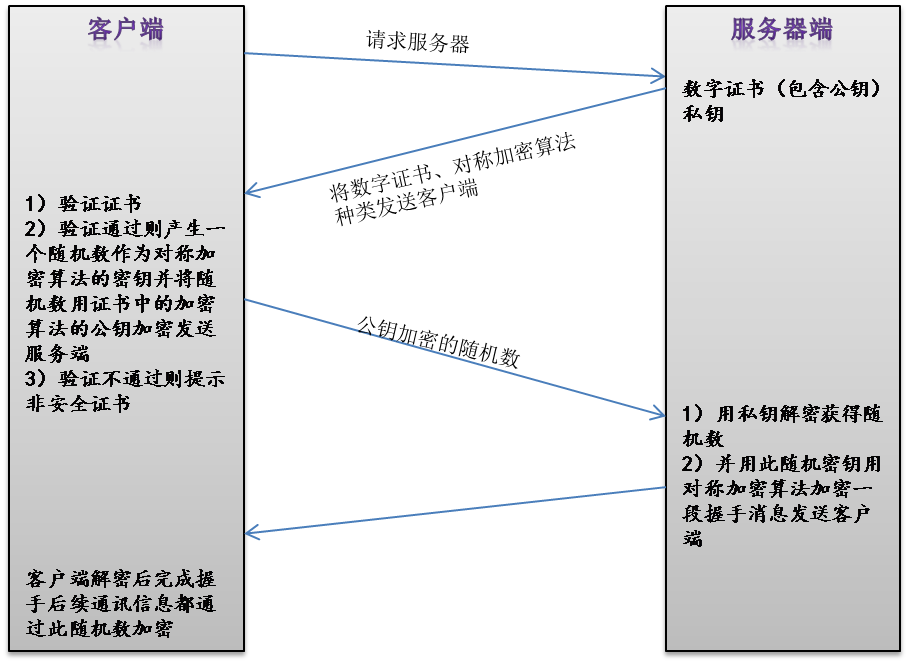 客户端
服务器端
请求服务器
数字证书（包含公钥）
私钥
将数字证书、对称加密算法
种类发送客户端
1）验证证书
2）验证通过则产生一
个随机数作为对称加
密算法的密钥并将随
机数用证书中的加密
算法的公钥加密发送
服务端
3）验证不通过则提示
非安全证书
公钥加密的随机数
1）用私钥解密获得随
机数
2）并用此随机密钥用
对称加密算法加密一
段握手消息发送客户
端
客户端解密后完成握
手后续通讯信息都通
过此随机数加密